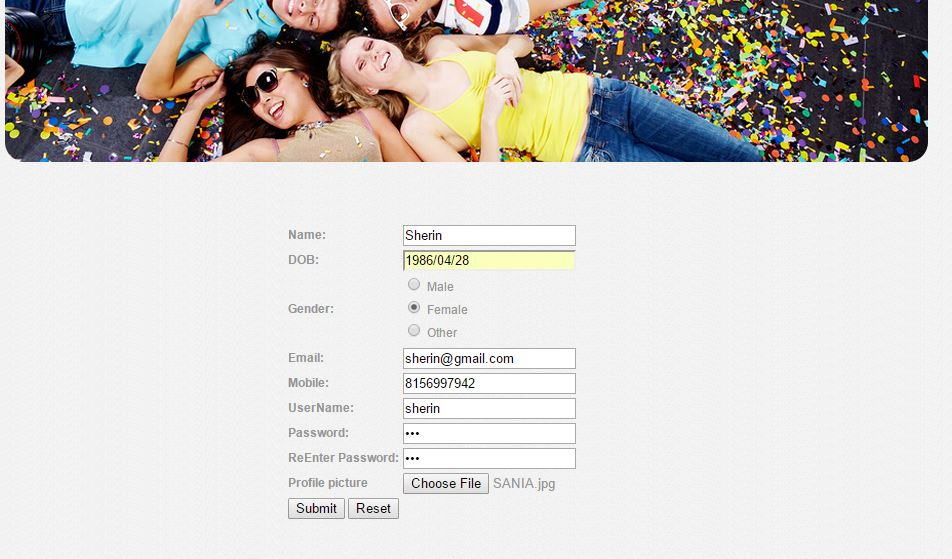 Name: Sherin
DOB: 1986/04/28
Male
Gender: Female
Other
Email: sherin@gmail.com
Mobile: 8156997942
UserName: sherin
Password: •••
ReEnter Password: •••
Profile picture Choose File SANIA.jpg
Submit Reset